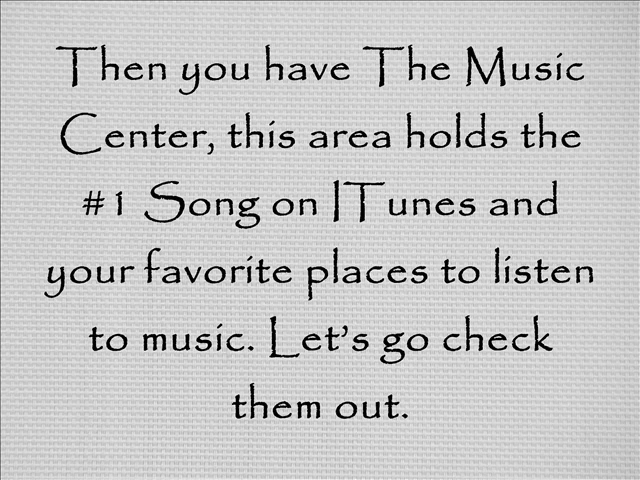 Then you have The Music
Center, this area holds the
#1 Song on ITunes and
your favorite places to listen
to music. Let's go check
them out.